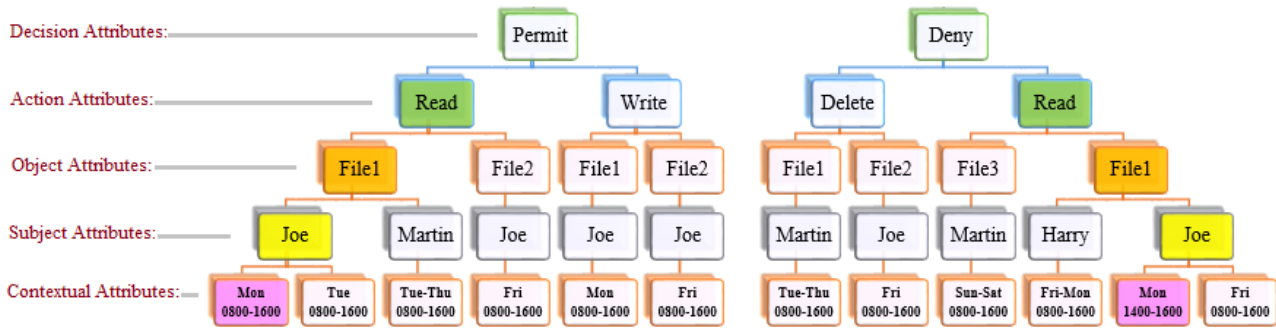 Decision Attributes: Permit Deny
Action Attributes: Read Write Delete Read
Object Attributes: File1 File2 File1 File2 File1 File2 File3 File1
Subject Attributes: Joe Martin Joe Joe Joe Martin Joe Martin Harry Joe
Contextual Attributes: Mon Tue Tue-Thu Fri Mon Fri Tue-Thu Fri Sun-Sat Fri-Mon Mon Fri
0800-1600 0800-1600 0800-1600 0800-1600 0800-1600 0800-1600 0800-1600 0800-1600 0800-1600 0800-1600 1400-1600 0800-1600